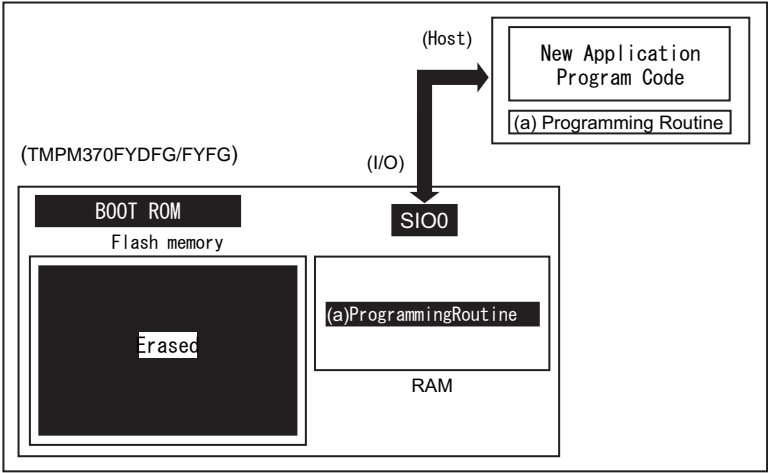 (Host)
New Application
Program Code
(a) Programming Routine
(TMPM370FYDFG/FYFG)
(I/O)
BOOT ROM
SIO0
Flash memory
Erased
(a)ProgrammingRoutine
RAM